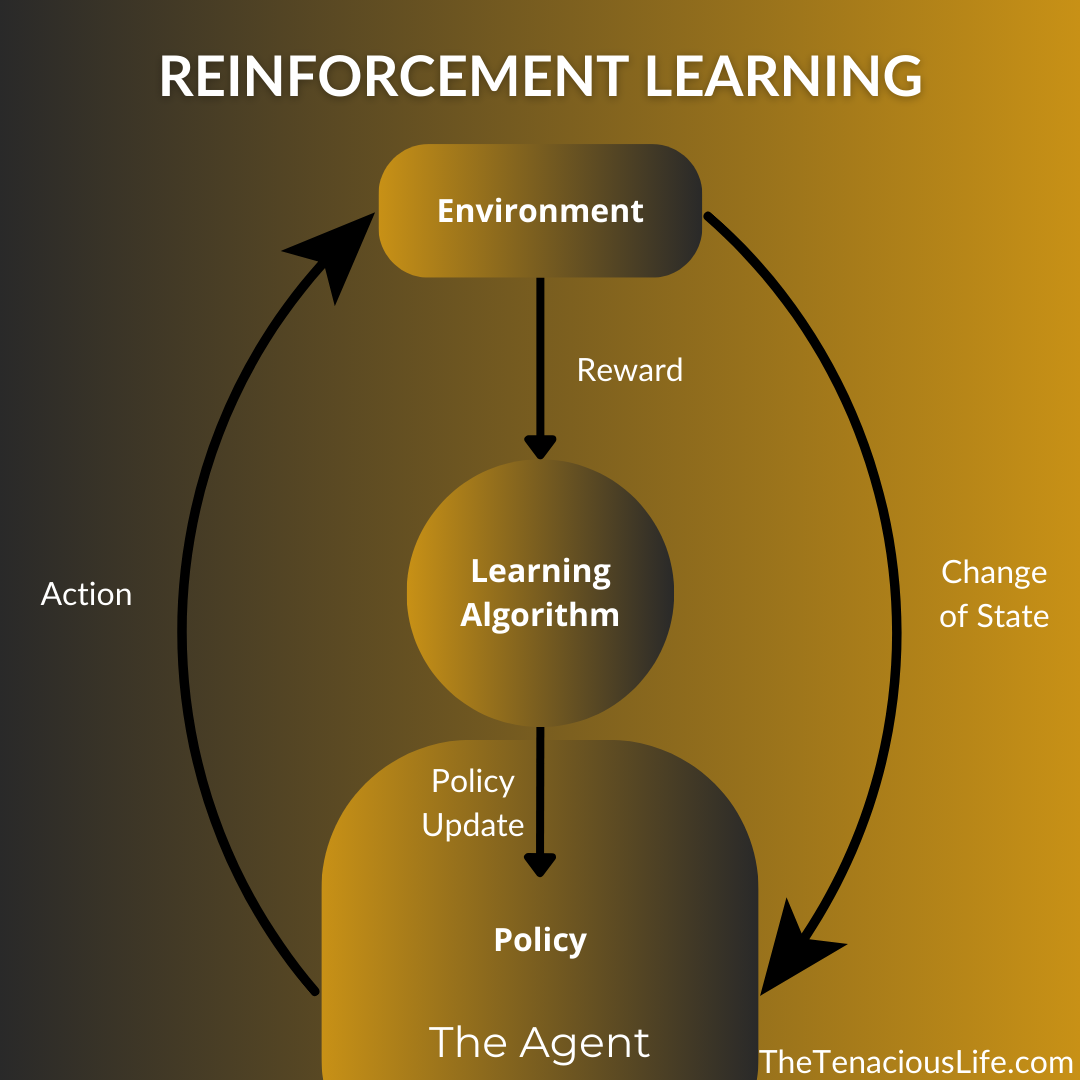 REINFORCEMENT LEARNING
Environment
Reward
Learning
Algorithm
Action
Change
of State
Policy
Update
Policy
The Agent
TheTenaciousLife.com